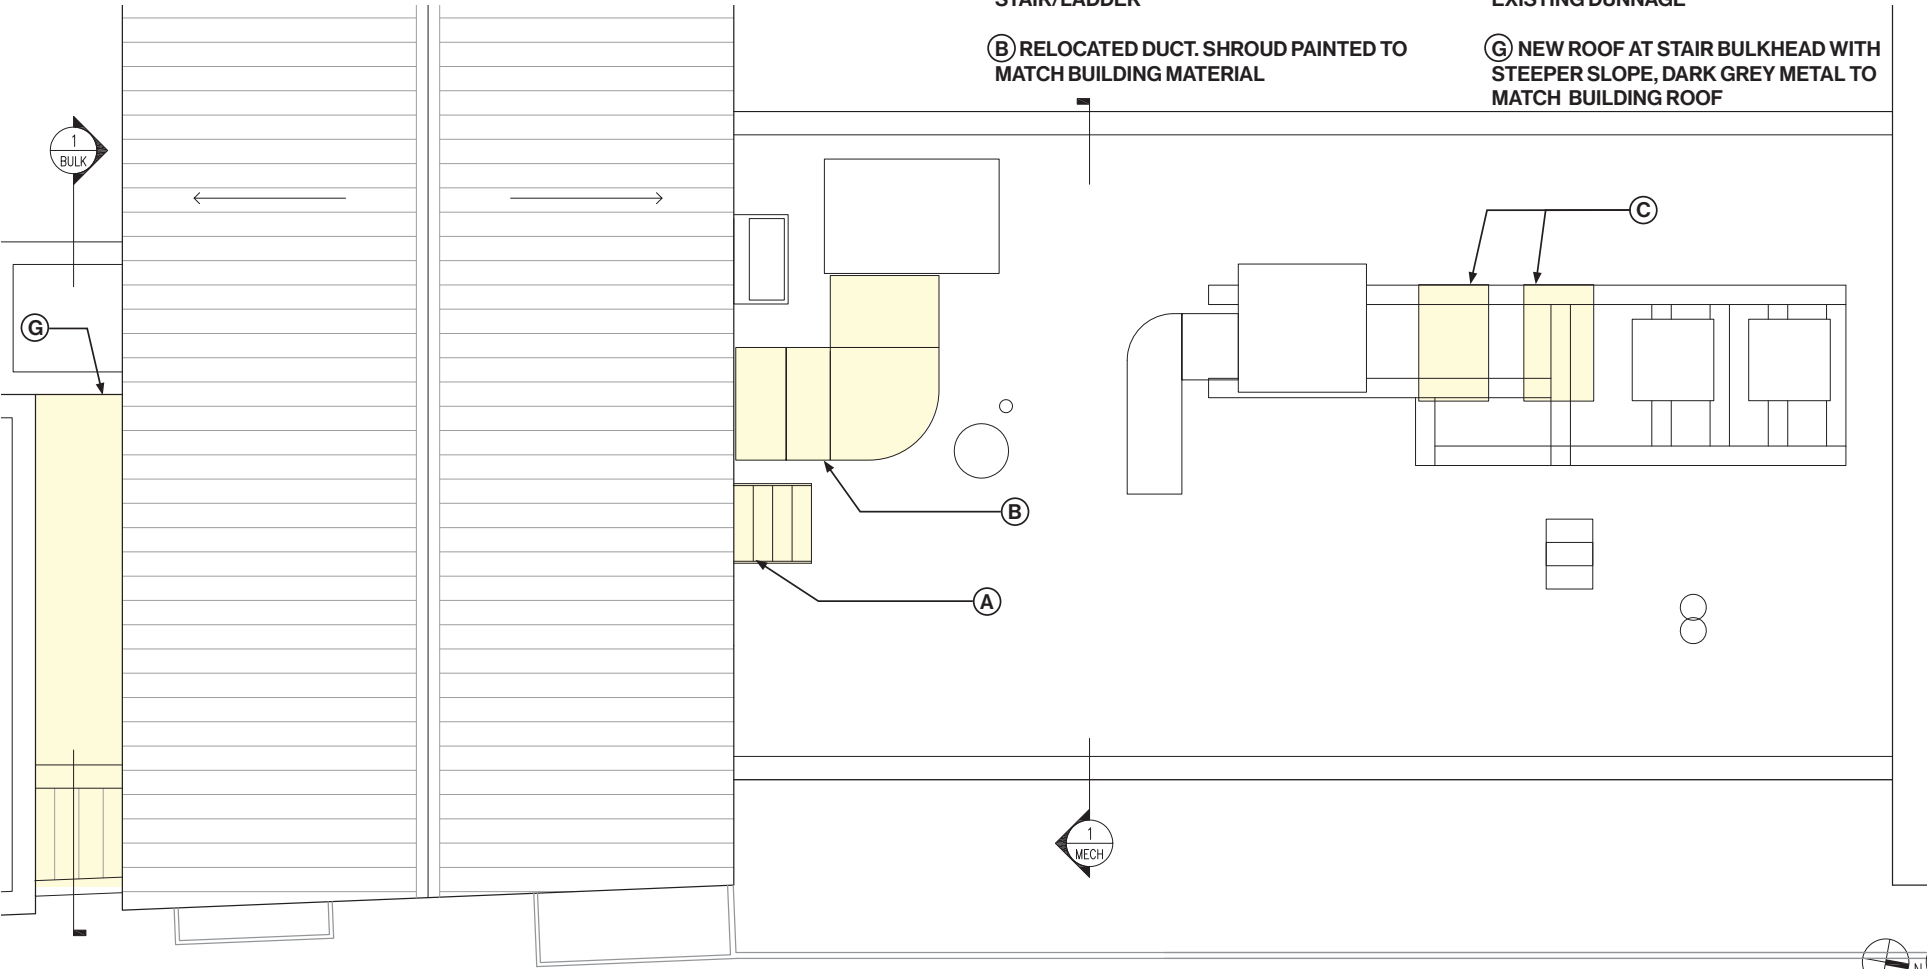 STAIR/LADDER
EXISTING DUNNAGE
B RELOCATED DUCT. SHROUD PAINTED TO
MATCH BUILDING MATERIAL
G NEW ROOF AT STAIR BULKHEAD WITH
STEEPER SLOPE, DARK GREY METAL TO
MATCH BUILDING ROOF
1
BULK
C
G
B
A
1
MECH
N